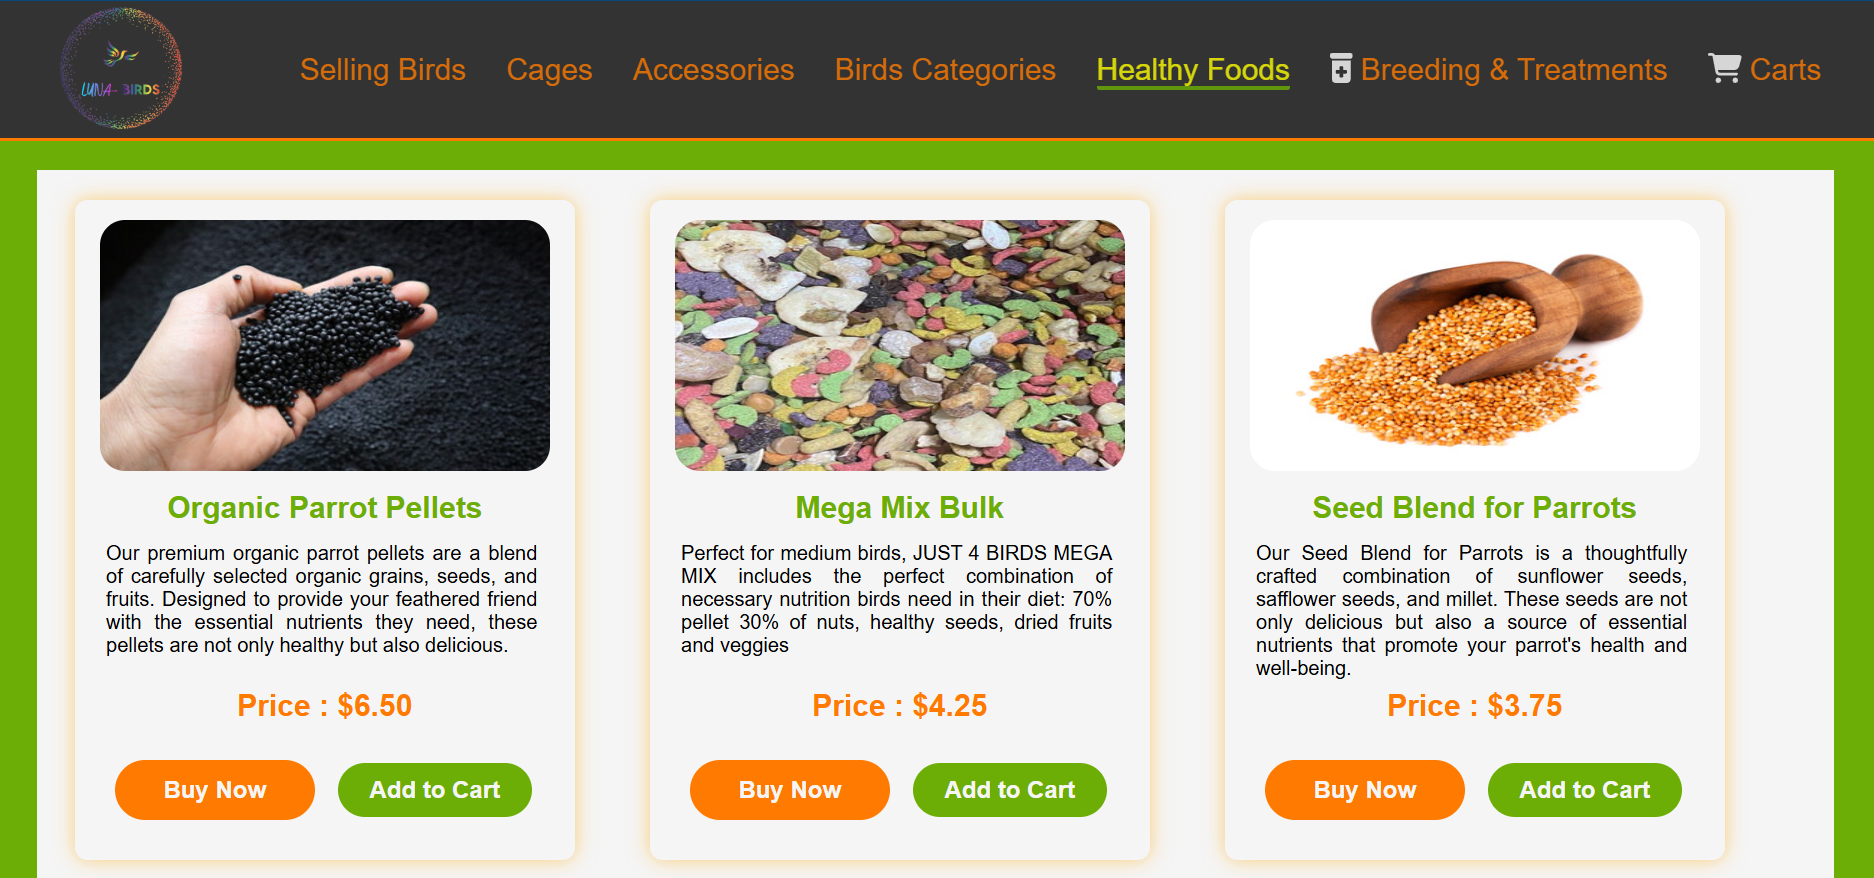 LUNA- BIRDS
Selling Birds
Cages
Accessories
Birds Categories
Healthy Foods
Breeding & Treatments
Carts
Organic Parrot Pellets
Our premium organic parrot pellets are a blend
of carefully selected organic grains, seeds, and
fruits. Designed to provide your feathered friend
with the essential nutrients they need, these
pellets are not only healthy but also delicious.
Price : $6.50
Buy Now
Add to Cart
Mega Mix Bulk
Perfect for medium birds, JUST 4 BIRDS MEGA
MIX includes the perfect combination of
necessary nutrition birds need in their diet: 70%
pellet 30% of nuts, healthy seeds, dried fruits
and veggies
Price : $4.25
Buy Now
Add to Cart
Seed Blend for Parrots
Our Seed Blend for Parrots is a thoughtfully
crafted combination of sunflower seeds,
safflower seeds, and millet. These seeds are not
only delicious but also a source of essential
nutrients that promote your parrot's health and
well-being.
Price : $3.75
Buy Now
Add to Cart